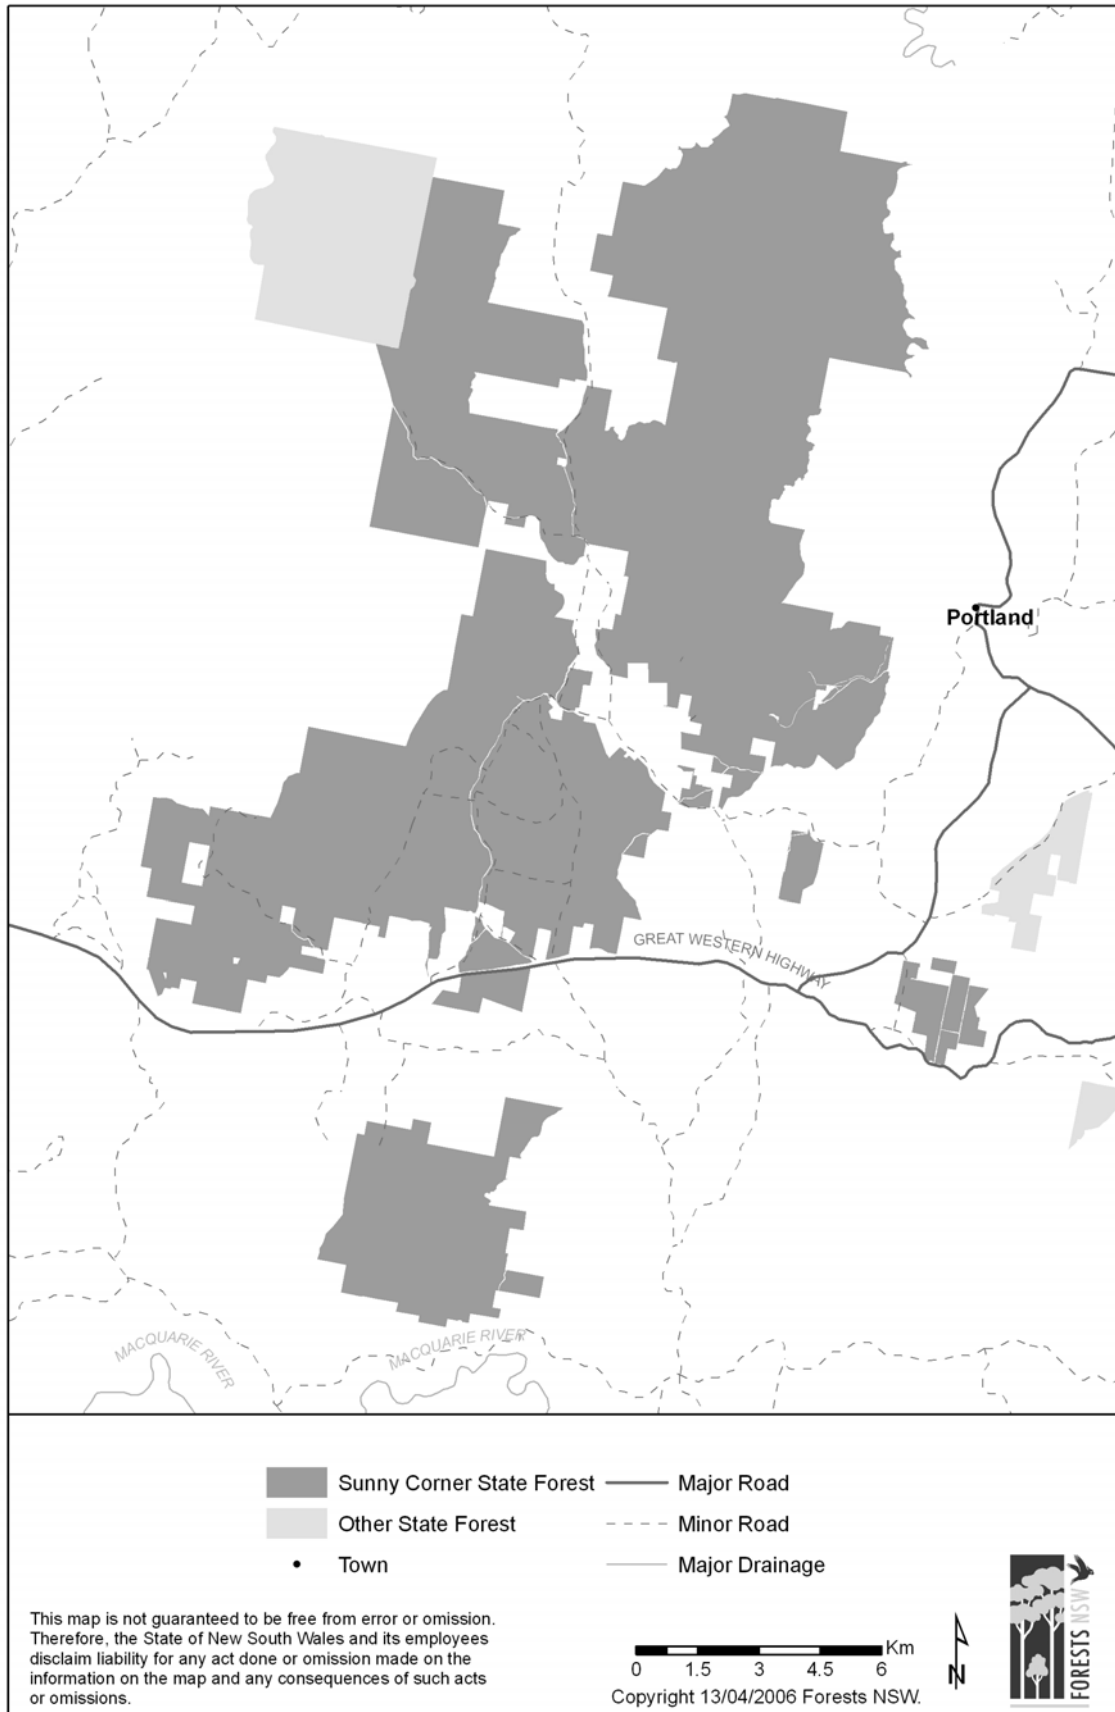 Portland
GREAT WESTERN HIGHWAY
MACQUARIE RIVER
MACQUARIE RIVER
Sunny Corner State Forest
Major Road
Other State Forest
Minor Road
Town
Major Drainage
This map is not guaranteed to be free from error or omission.
Therefore, the State of New South Wales and its employees
disclaim liability for any act done or omission made on the
information on the map and any consequences of such acts
or omissions.
Km
0 1.5 3 4.5 6
Copyright 13/04/2006 Forests NSW.
N
FORESTS NSW